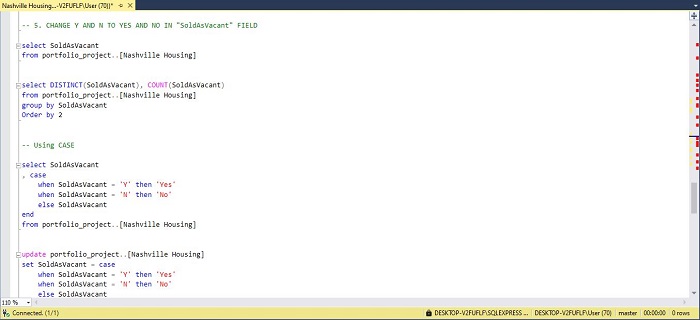 Nashville Housing...-V2FUFLF\User (70))*
-- 5. CHANGE Y AND N TO YES AND NO IN "SoldAsVacant" FIELD
select SoldAsVacant
from portfolio_project..[Nashville Housing]
select DISTINCT(SoldAsVacant), COUNT(SoldAsVacant)
from portfolio_project..[Nashville Housing]
group by SoldAsVacant
Order by 2
-- Using CASE
select SoldAsVacant
, case
when SoldAsVacant = 'Y' then 'Yes'
when SoldAsVacant = 'N' then 'No'
else SoldAsVacant
end
from portfolio_project..[Nashville Housing]
update portfolio_project..[Nashville Housing]
set SoldAsVacant = case
when SoldAsVacant = 'Y' then 'Yes'
when SoldAsVacant = 'N' then 'No'
else SoldAsVacant
110 %
Connected. (1/1) DESKTOP-V2FUFLF\SQLEXPRESS ... DESKTOP-V2FUFLF\User (70) master 00:00:00 0 rows